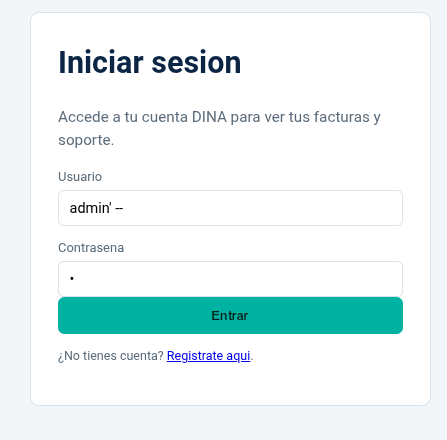 Iniciar sesion
Accede a tu cuenta DINA para ver tus facturas y
soporte.
Usuario
admin' --
Contrasena
•
Entrar
¿No tienes cuenta? Registrate aqui.